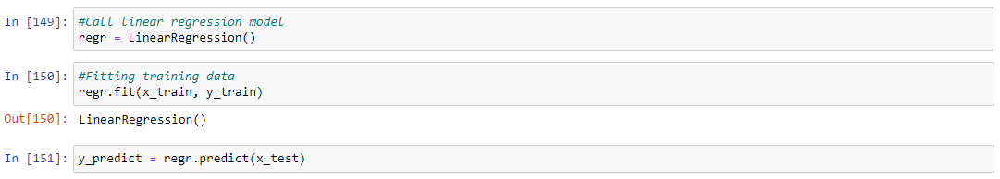 In [149]: #Call linear regression model
regr = LinearRegression()
In [150]: #Fitting training data
regr.fit(x_train, y_train)
Out[150]: LinearRegression()
In [151]: y_predict = regr.predict(x_test)